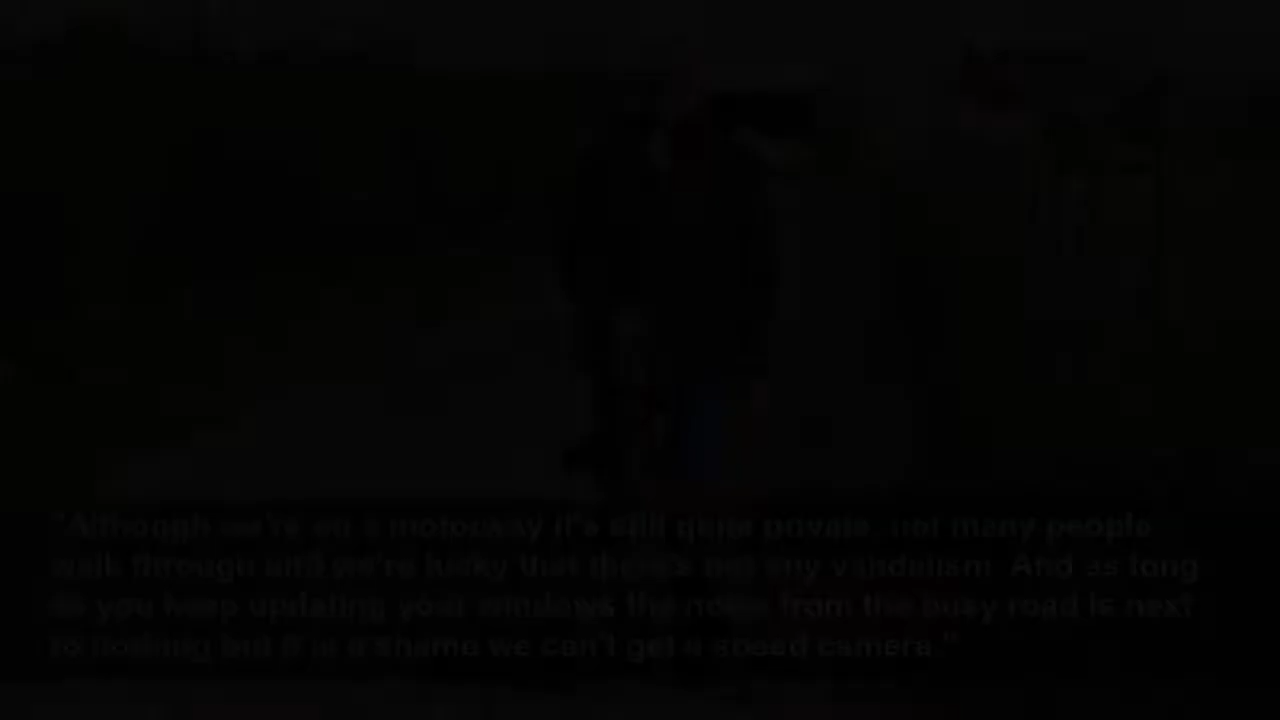 "Although we're on a motorway it's still quite private, not many people
walk through and we're lucky that there's not any vandalism. And as long
as you keep updating your windows the noise from the busy road is next
to nothing but it is a shame we can't get a speed camera."